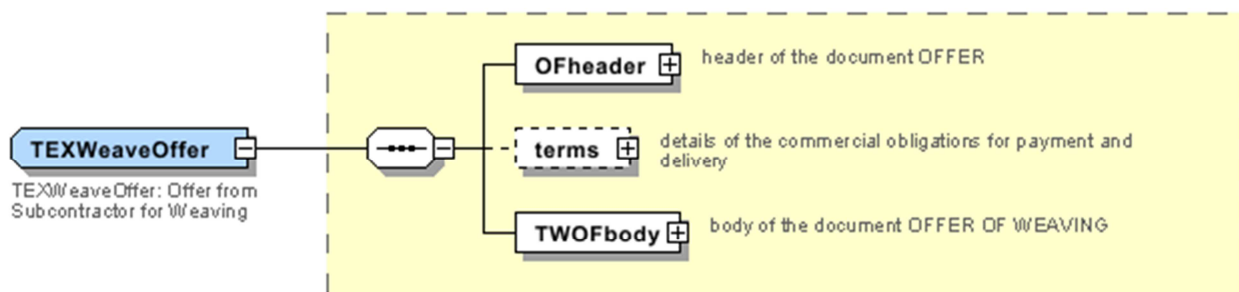 OFheader
header of the document OFFER
TEXWeaveOffer
terms
details of the commercial obligations for payment and
delivery
TEXWeaveOffer: Offer from
Subcontractor for Weaving
TWOFbody
body of the document OFFER OF WEAVING